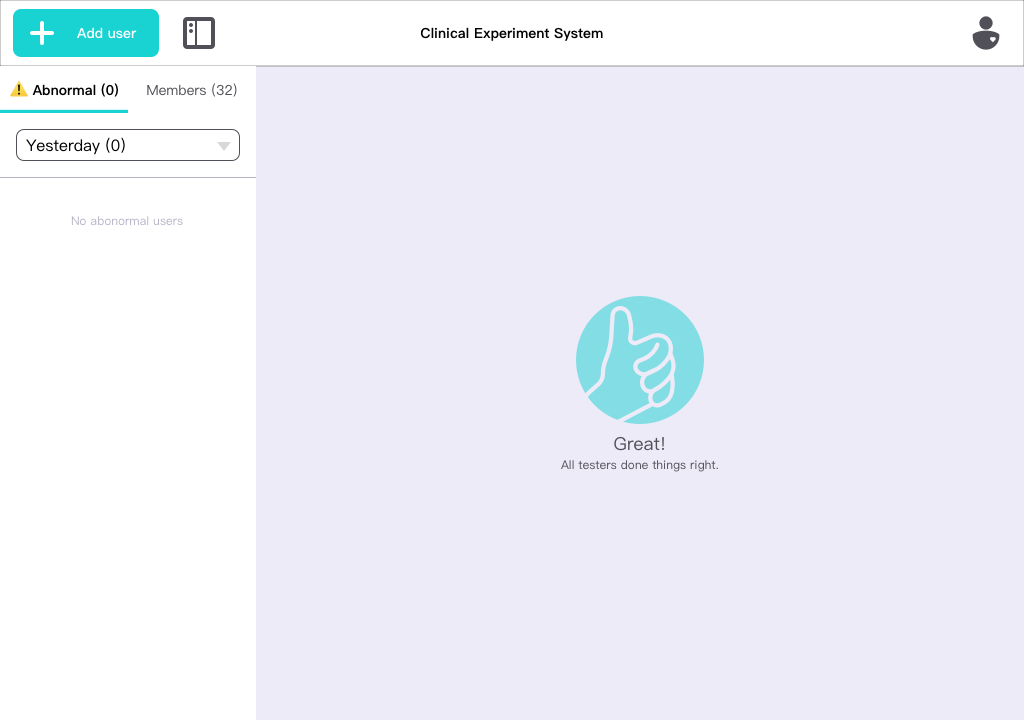 Add user
Clinical Experiment System
Abnormal (0)
Members (32)
Yesterday (0)
No abonormal users
Great!
All testers done things right.